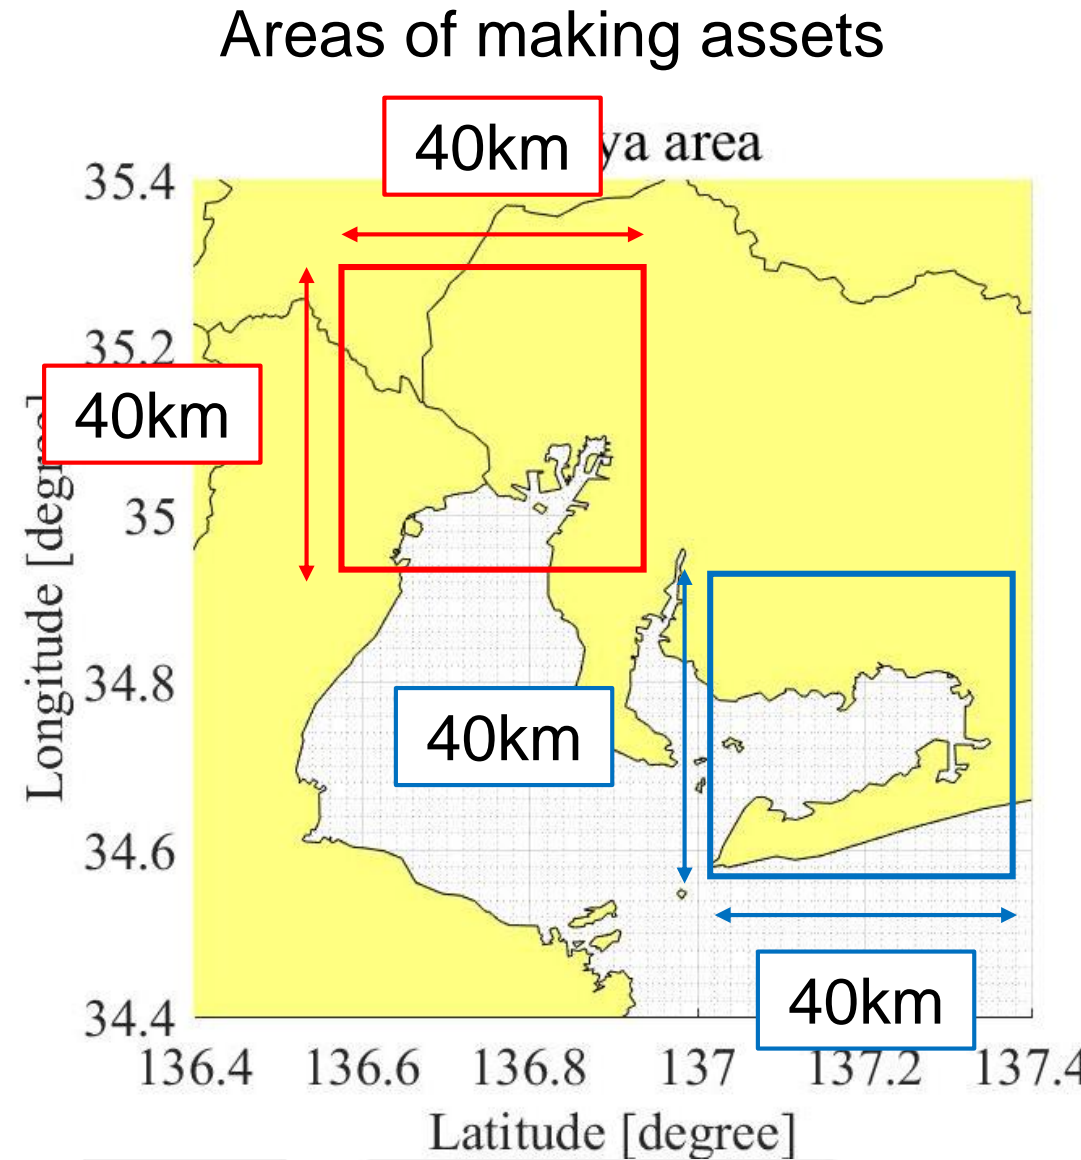 Areas of making assets
40km
ya area
35.4
35.2
40km
35
34.8
40km
34.6
40km
34.4
136.4 136.6 136.8 137 137.2 137.4
Longitude [degree]
Latitude [degree]